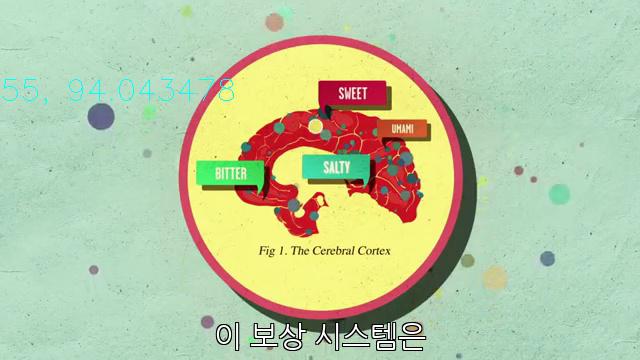 55, 94.043478
SWEET
UMAMI
BITTER
SALTY
Fig 1. The Cerebral Cortex
이 보상 시스템은